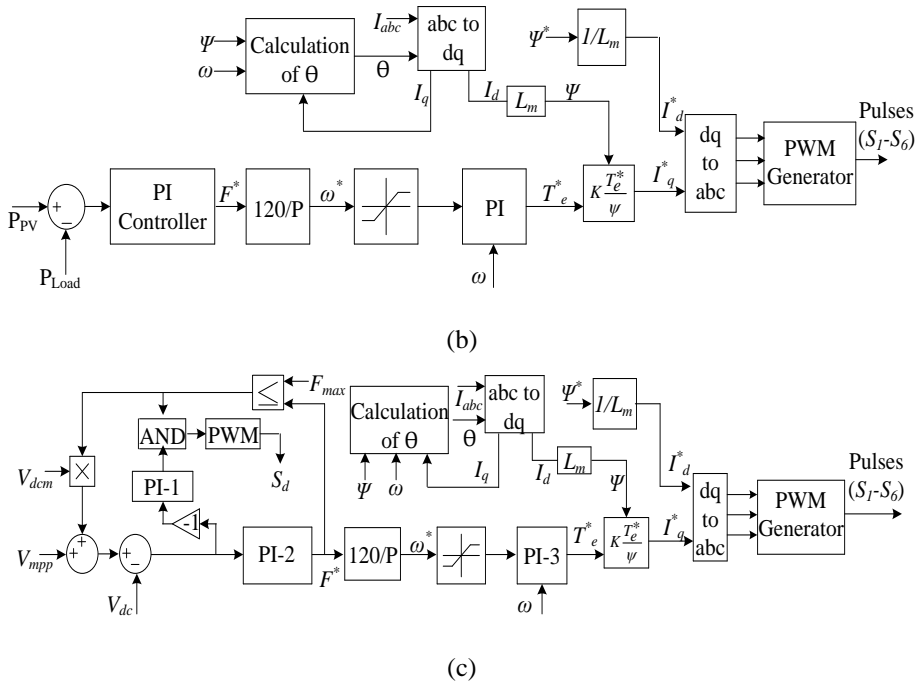 Ψ
ω
Calculation
of θ
θ
I_abc
abc to
dq
I_q
I_d
L_m
Ψ
Ψ*
1/L_m
I*_d
dq
to
abc
PWM
Generator
Pulses
(S_1-S_6)
P_PV
+
−
P_Load
PI
Controller
F*
120/P
ω*
PI
ω
T*_e
K T_e*/ψ
I*_q
(b)
F_max
≤
AND
PWM
S_d
V_dcm
×
PI-1
-1
V_mpp
+
+
+
−
V_dc
PI-2
F*
120/P
ω*
PI-3
ω
T*_e
K T_e*/ψ
I*_q
Calculation
of θ
Ψ
ω
θ
I_abc
abc to
dq
I_q
I_d
L_m
Ψ
Ψ*
1/L_m
I*_d
dq
to
abc
PWM
Generator
Pulses
(S_1-S_6)
(c)